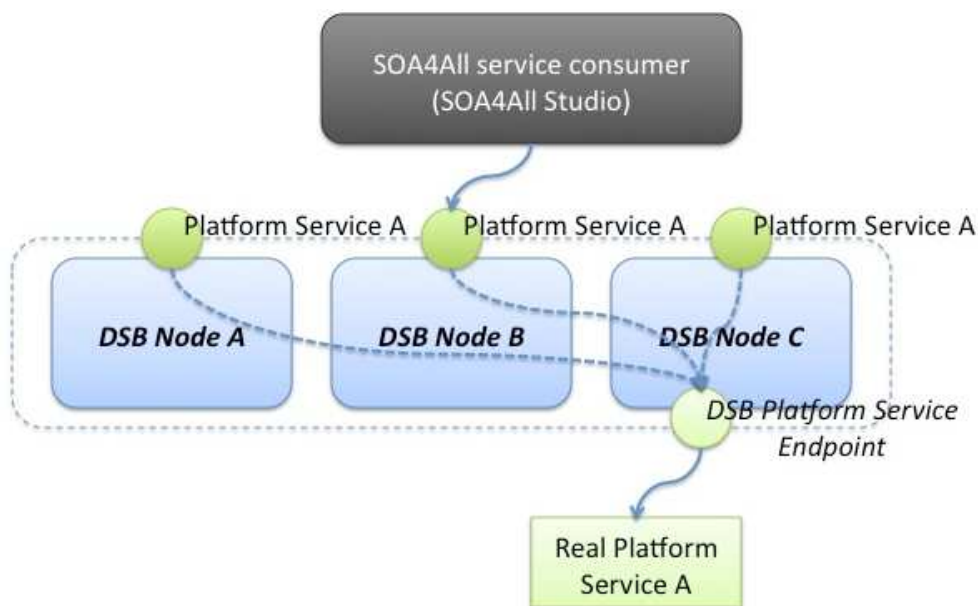 SOA4All service consumer
(SOA4All Studio)
Platform Service A
Platform Service A
Platform Service A
DSB Node A
DSB Node B
DSB Node C
DSB Platform Service
Endpoint
Real Platform
Service A